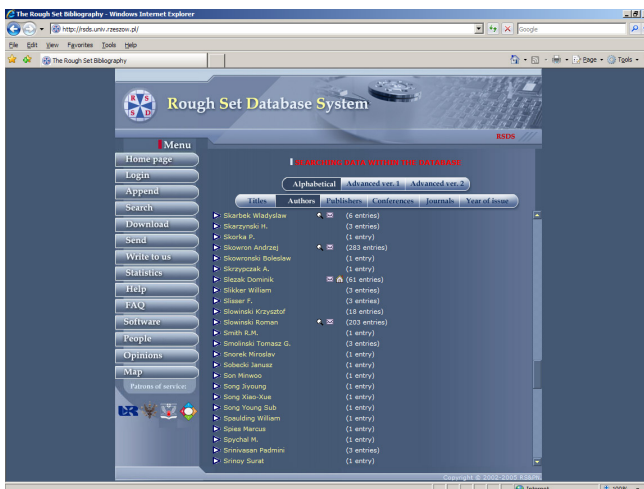 The Rough Set Bibliography - Windows Internet Explorer
http://rsds.univ.rzeszow.pl/
Google
File Edit View Favorites Tools Help
The Rough Set Bibliography
Page Tools
R S
S D
Rough Set Database System
RSDS
Menu
SEARCHING DATA WITHIN THE DATABASE
Home page
Login
Append
Search
Download
Send
Write to us
Statistics
Help
FAQ
Software
People
Opinions
Map
Patrons of service:
Alphabetical Advanced ver. 1 Advanced ver. 2
Titles Authors Publishers Conferences Journals Year of issue
Skarbek Wladyslaw (6 entries)
Skarzynski H. (3 entries)
Skorka P. (1 entry)
Skowron Andrzej (283 entries)
Skowronski Boleslaw (1 entry)
Skrzypczak A. (1 entry)
Slezak Dominik (61 entries)
Slikker William (3 entries)
Slisser F. (3 entries)
Slowinski Krzysztof (18 entries)
Slowinski Roman (203 entries)
Smith R.M. (1 entry)
Smolinski Tomasz G. (3 entries)
Snorek Miroslav (1 entry)
Sobecki Janusz (1 entry)
Son Minwoo (1 entry)
Song Jiyoung (1 entry)
Song Xiao-Xue (1 entry)
Song Young Sub (1 entry)
Spaulding William (1 entry)
Spies Marcus (1 entry)
Spychal M. (1 entry)
Srinivasan Padmini (3 entries)
Srinoy Surat (1 entry)
Copyright © 2002-2005 RS&PN
Internet 100%